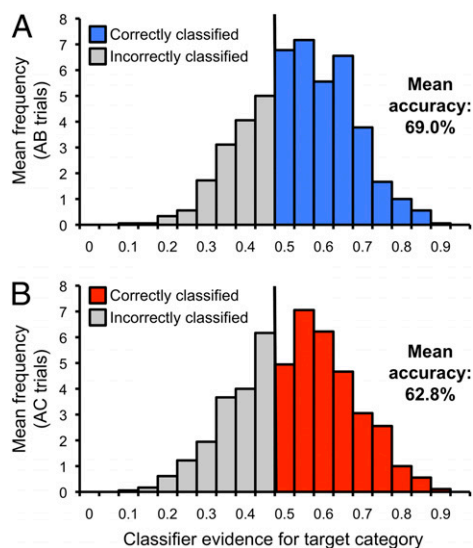 A
Correctly classified
Incorrectly classified
Mean accuracy: 69.0%
Mean frequency
(AB trials)
8
7
6
5
4
3
2
1
0
0 0.1 0.2 0.3 0.4 0.5 0.6 0.7 0.8 0.9
B
Correctly classified
Incorrectly classified
Mean accuracy: 62.8%
Mean frequency
(AC trials)
8
7
6
5
4
3
2
1
0
0 0.1 0.2 0.3 0.4 0.5 0.6 0.7 0.8 0.9
Classifier evidence for target category